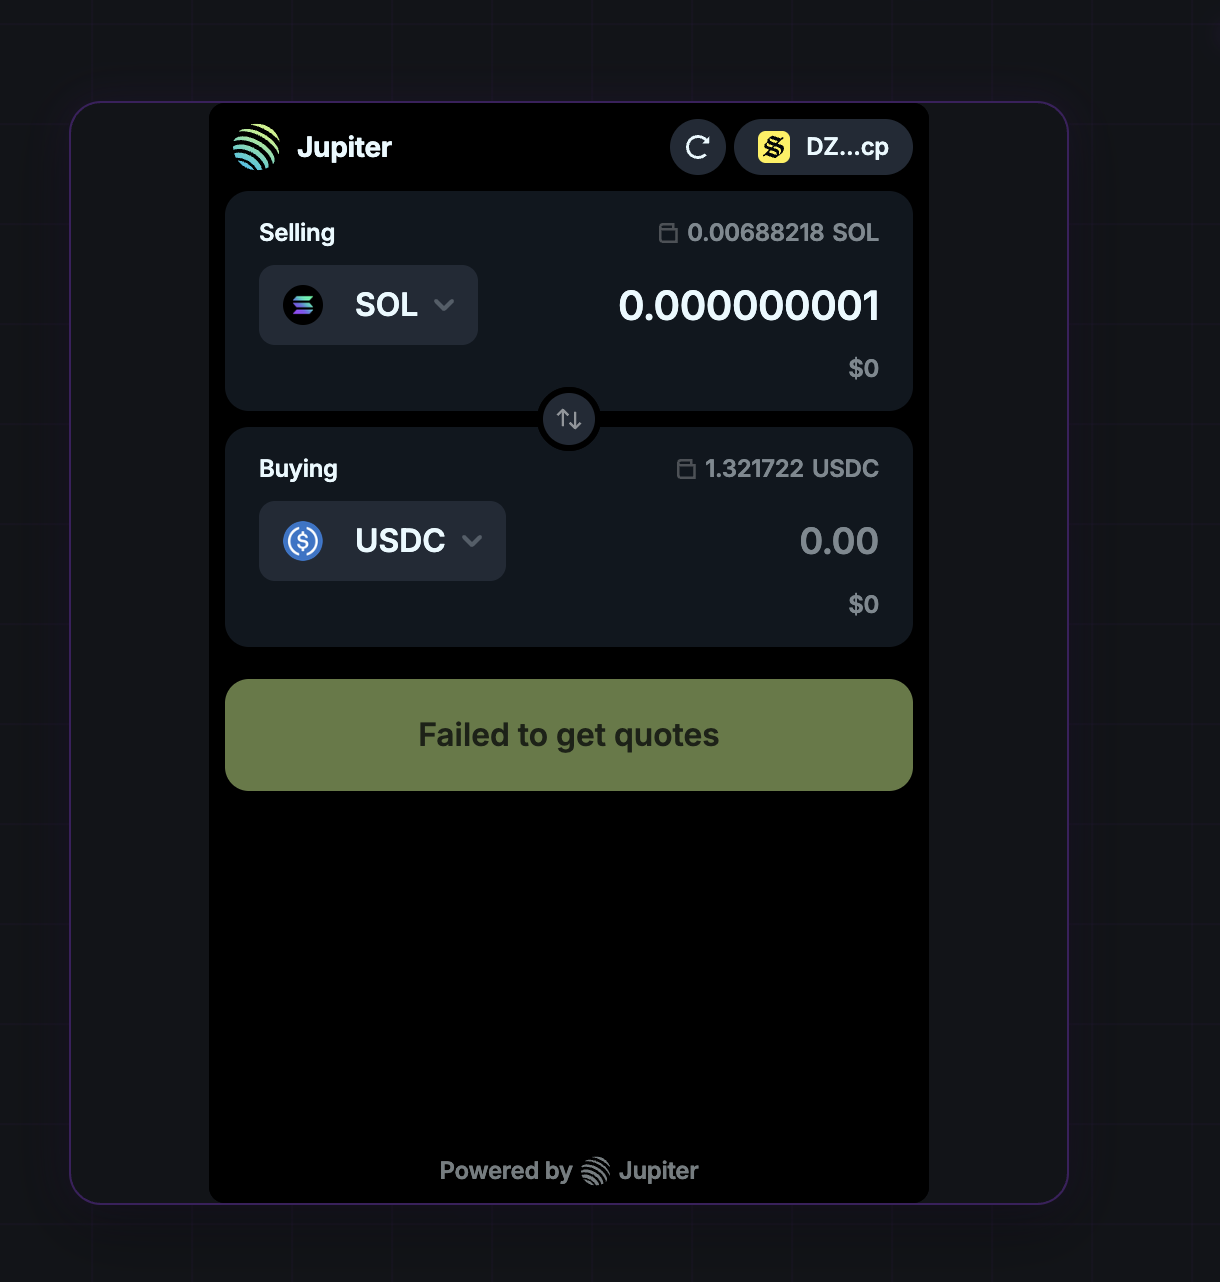 Jupiter
DZ...cp
Selling
0.00688218 SOL
SOL
0.000000001
$0
Buying
1.321722 USDC
USDC
0.00
$0
Failed to get quotes
Powered by Jupiter